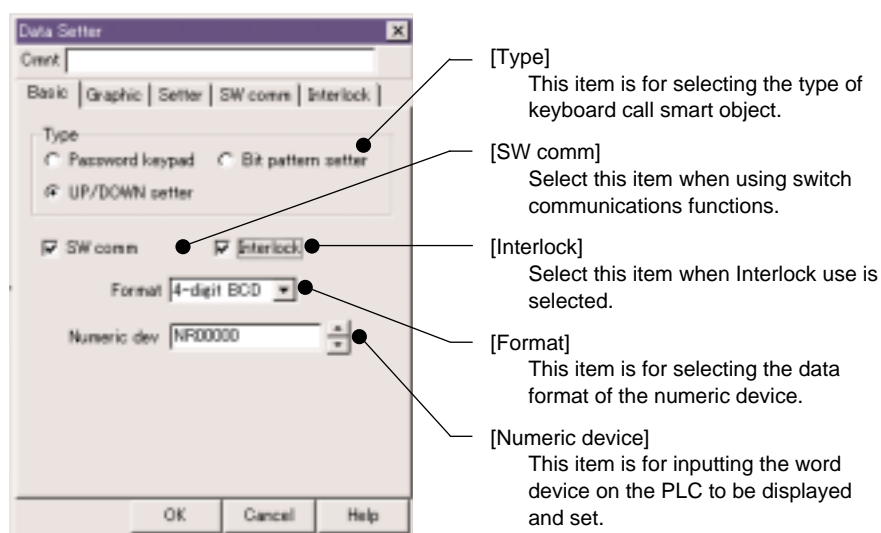 Data Setter
Cmnt
Basic Graphic Setter SW comm Interlock
Type
Password keypad Bit pattern setter
UP/DOWN setter
SW comm Interlock
Format 4-digit BCD
Numeric dev NR00000
OK Cancel Help
[Type]
This item is for selecting the type of
keyboard call smart object.
[SW comm]
Select this item when using switch
communications functions.
[Interlock]
Select this item when Interlock use is
selected.
[Format]
This item is for selecting the data
format of the numeric device.
[Numeric device]
This item is for inputting the word
device on the PLC to be displayed
and set.